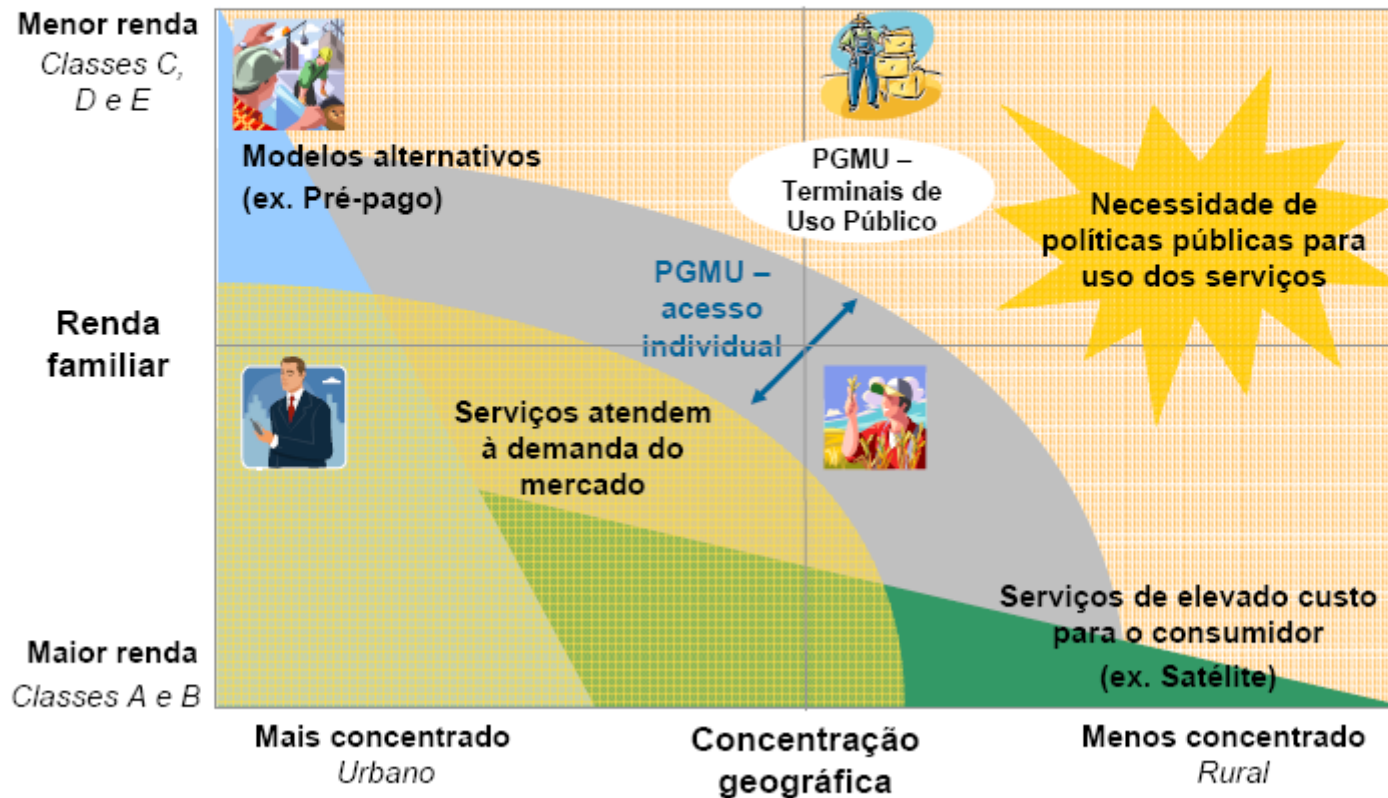 Menor renda
Classes C,
D e E
Modelos alternativos
(ex. Pré-pago)
PGMU –
Terminais de
Uso Público
Necessidade de
políticas públicas para
uso dos serviços
PGMU –
acesso
individual
Renda
familiar
Serviços atendem
à demanda do
mercado
Serviços de elevado custo
para o consumidor
(ex. Satélite)
Maior renda
Classes A e B
Mais concentrado
Urbano
Concentração
geográfica
Menos concentrado
Rural